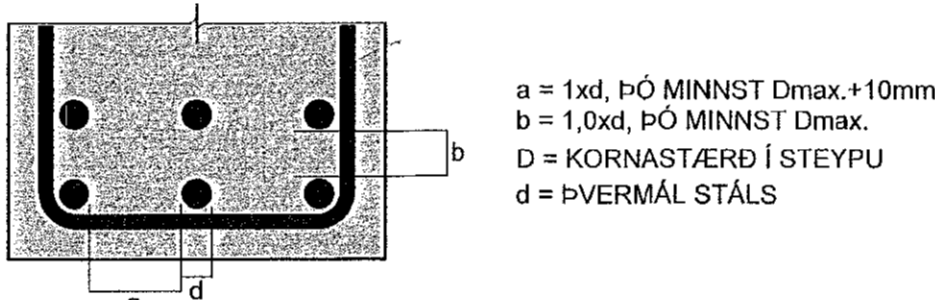 a = 1xd, ÞÓ MINNST Dmax.+10mm
b = 1,0xd, ÞÓ MINNST Dmax.
D = KORNASTÆRÐ Í STEYPU
d = ÞVERMÁL STÁLS
b
d